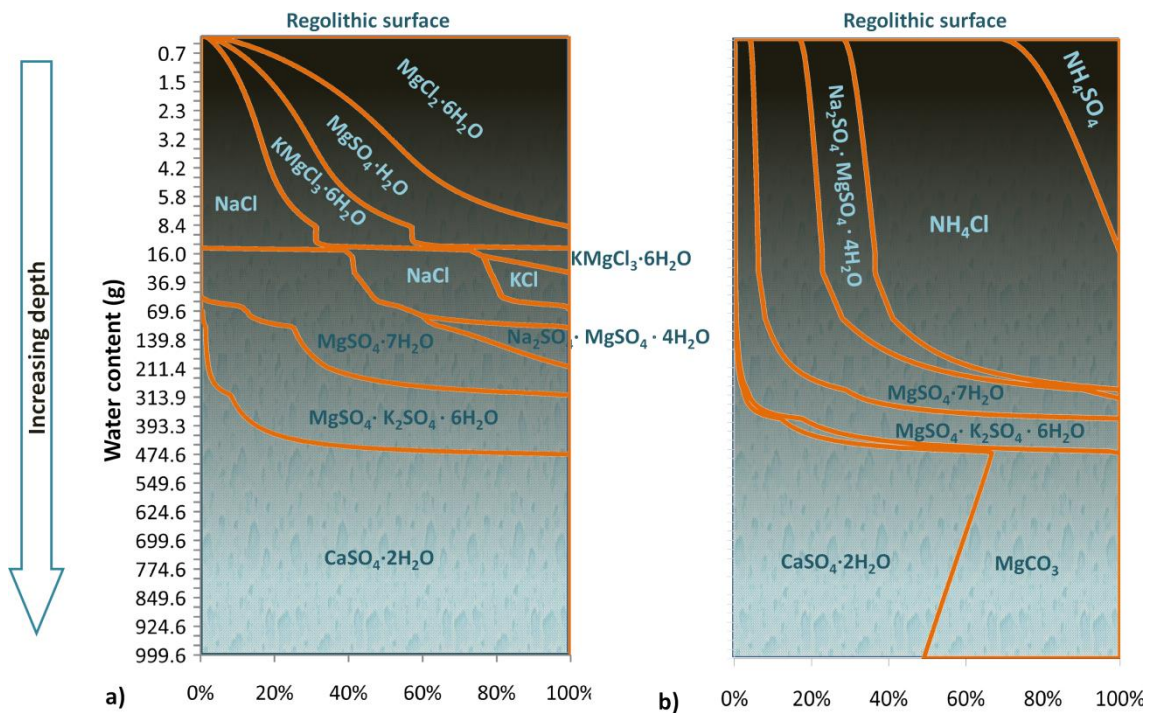 Regolithic surface
Increasing depth
Water content (g)
0.7
1.5
2.3
3.2
4.2
5.8
8.4
16.0
36.9
69.6
139.8
211.4
313.9
393.3
474.6
549.6
624.6
699.6
774.6
849.6
924.6
999.6
MgCl₂·6H₂O
MgSO₄·H₂O
KMgCl₃·6H₂O
NaCl
NaCl
KCl
KMgCl₃·6H₂O
Na₂SO₄· MgSO₄ · 4H₂O
MgSO₄·7H₂O
MgSO₄· K₂SO₄ · 6H₂O
CaSO₄·2H₂O
a)
0% 20% 40% 60% 80% 100%
Regolithic surface
NH₄SO₄
Na₂SO₄· MgSO₄· 4H₂O
NH₄Cl
MgSO₄·7H₂O
MgSO₄· K₂SO₄ · 6H₂O
CaSO₄·2H₂O
MgCO₃
b)
0% 20% 40% 60% 80% 100%